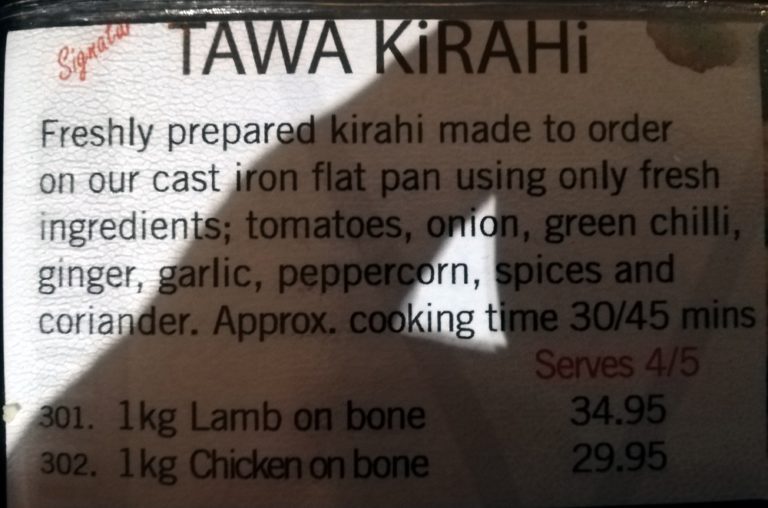 TAWA KiRAHi
Freshly prepared kirahi made to order
on our cast iron flat pan using only fresh
ingredients; tomatoes, onion, green chilli,
ginger, garlic, peppercorn, spices and
coriander. Approx. cooking time 30/45 mins
Serves 4/5
301. 1kg Lamb on bone 34.95
302. 1kg Chicken on bone 29.95